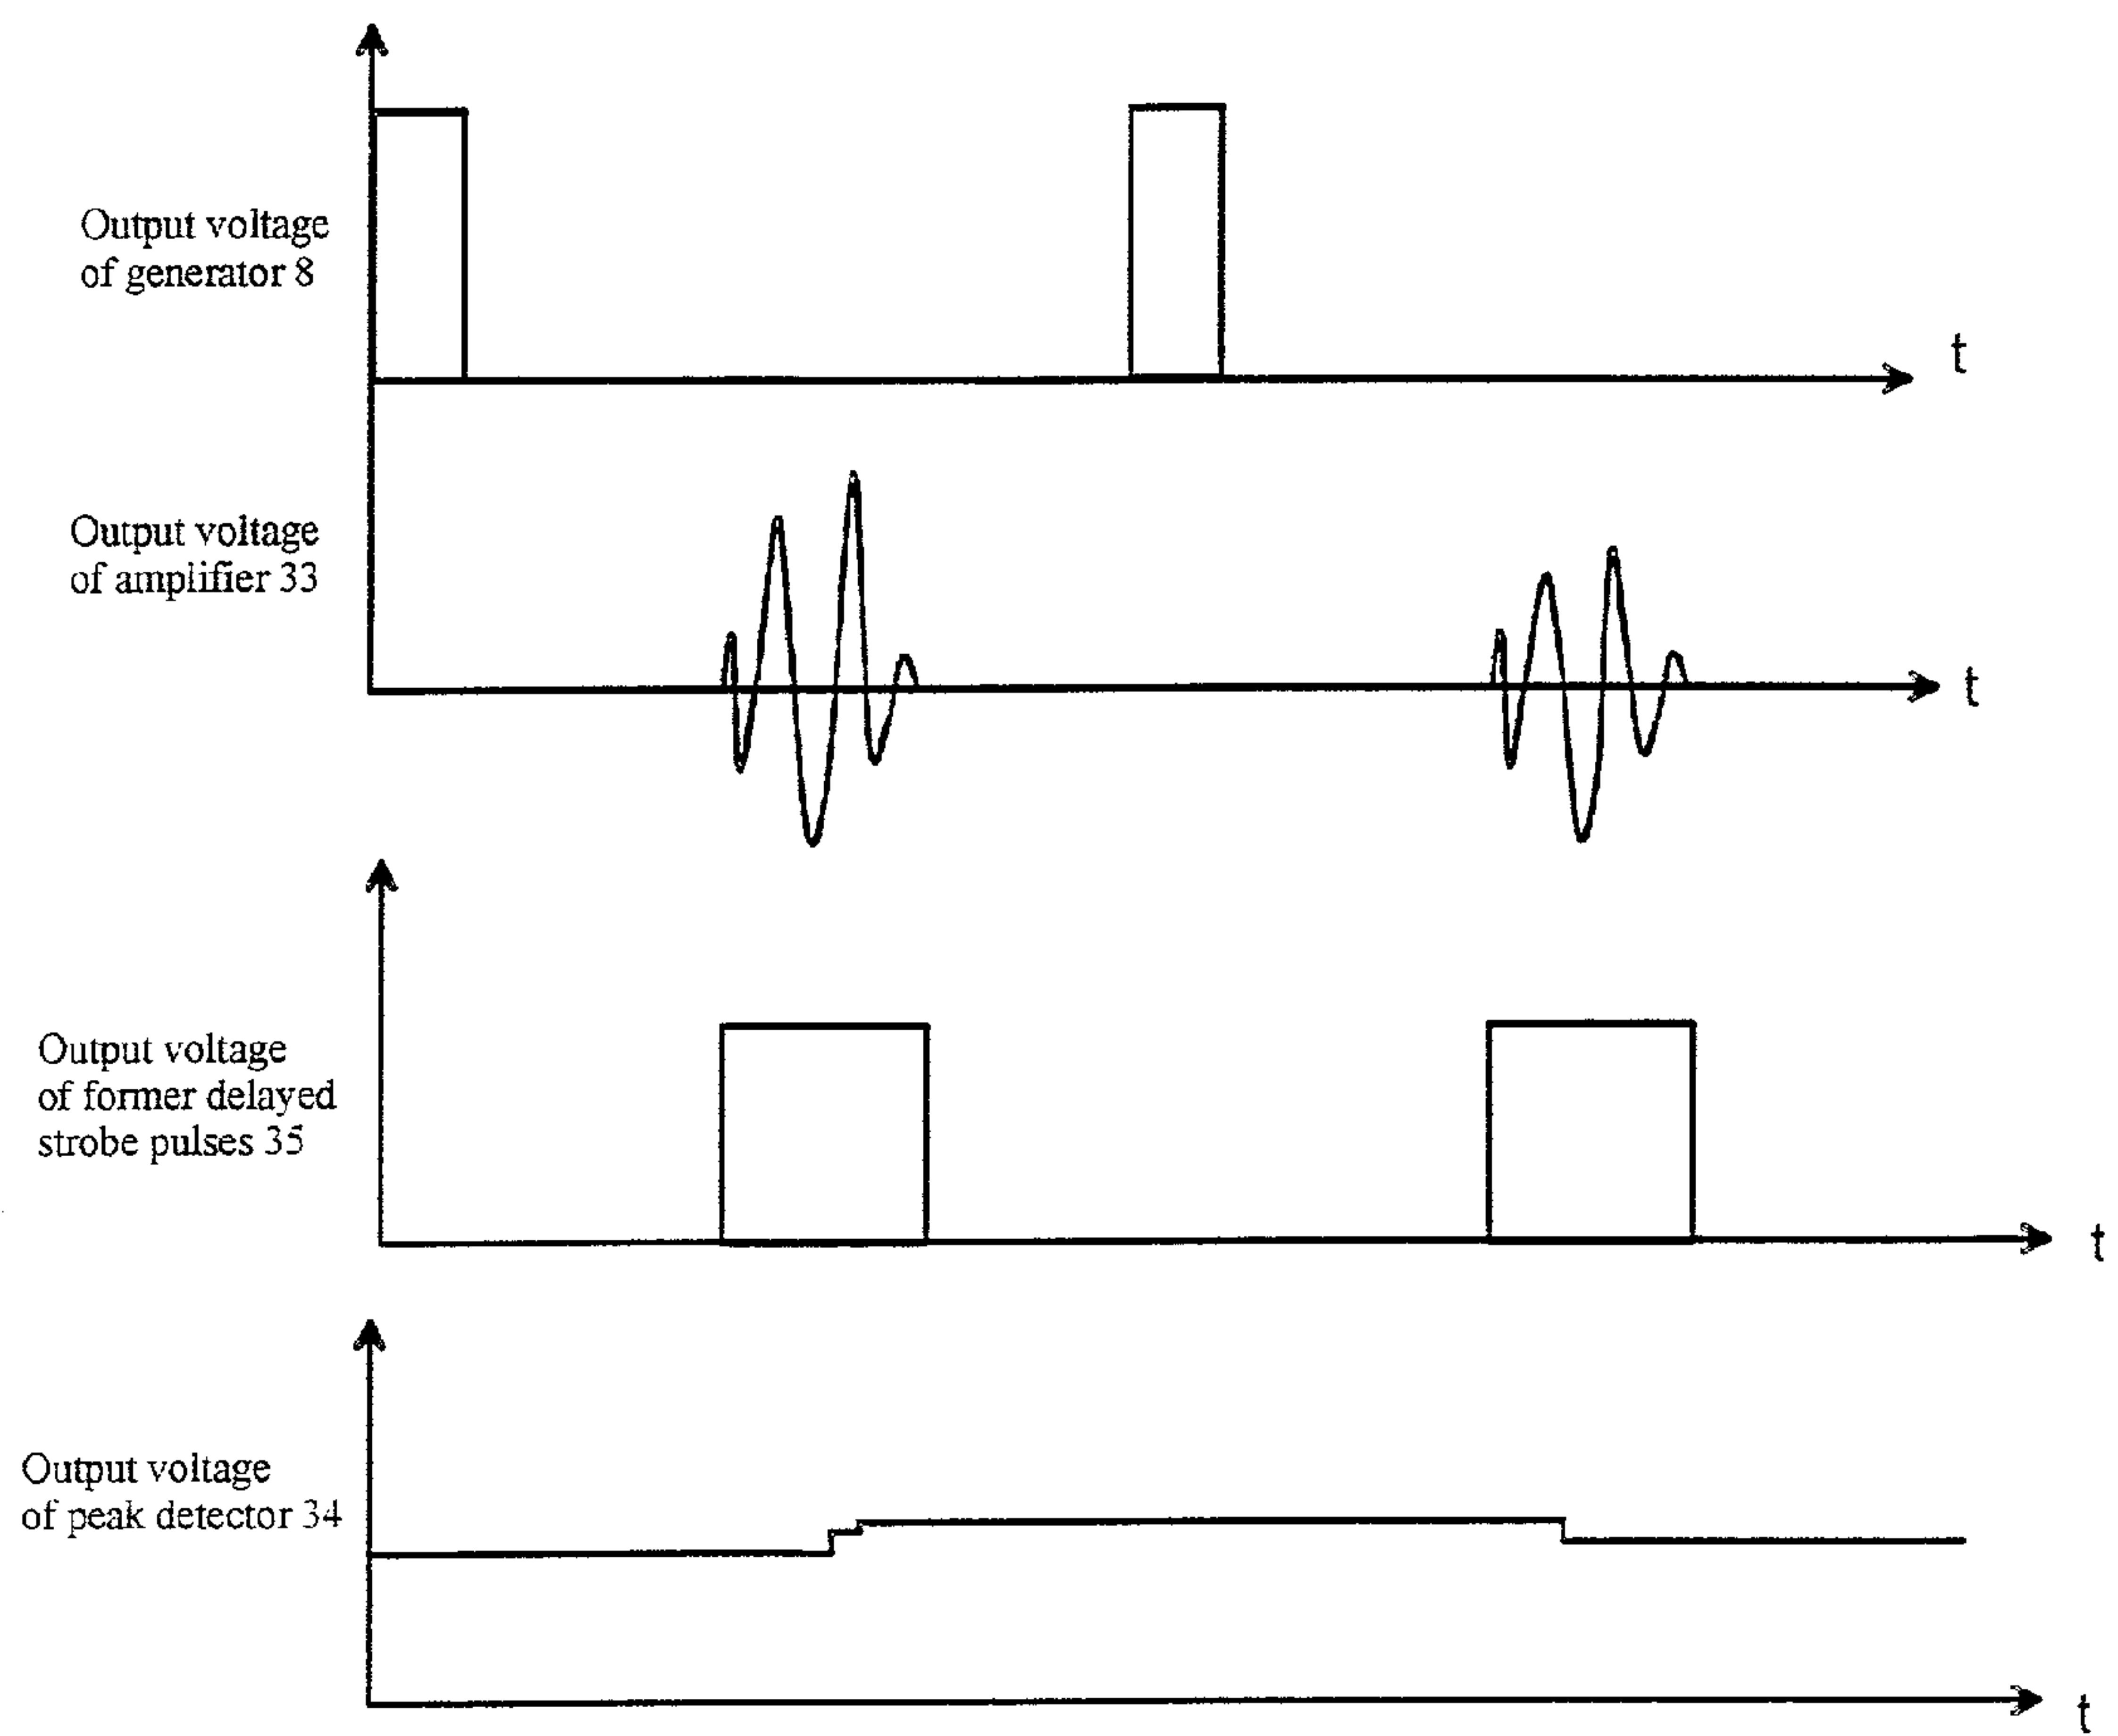 Output voltage
of generator 8
t
Output voltage
of amplifier 33
t
Output voltage
of former delayed
strobe pulses 35
t
Output voltage
of peak detector 34
t